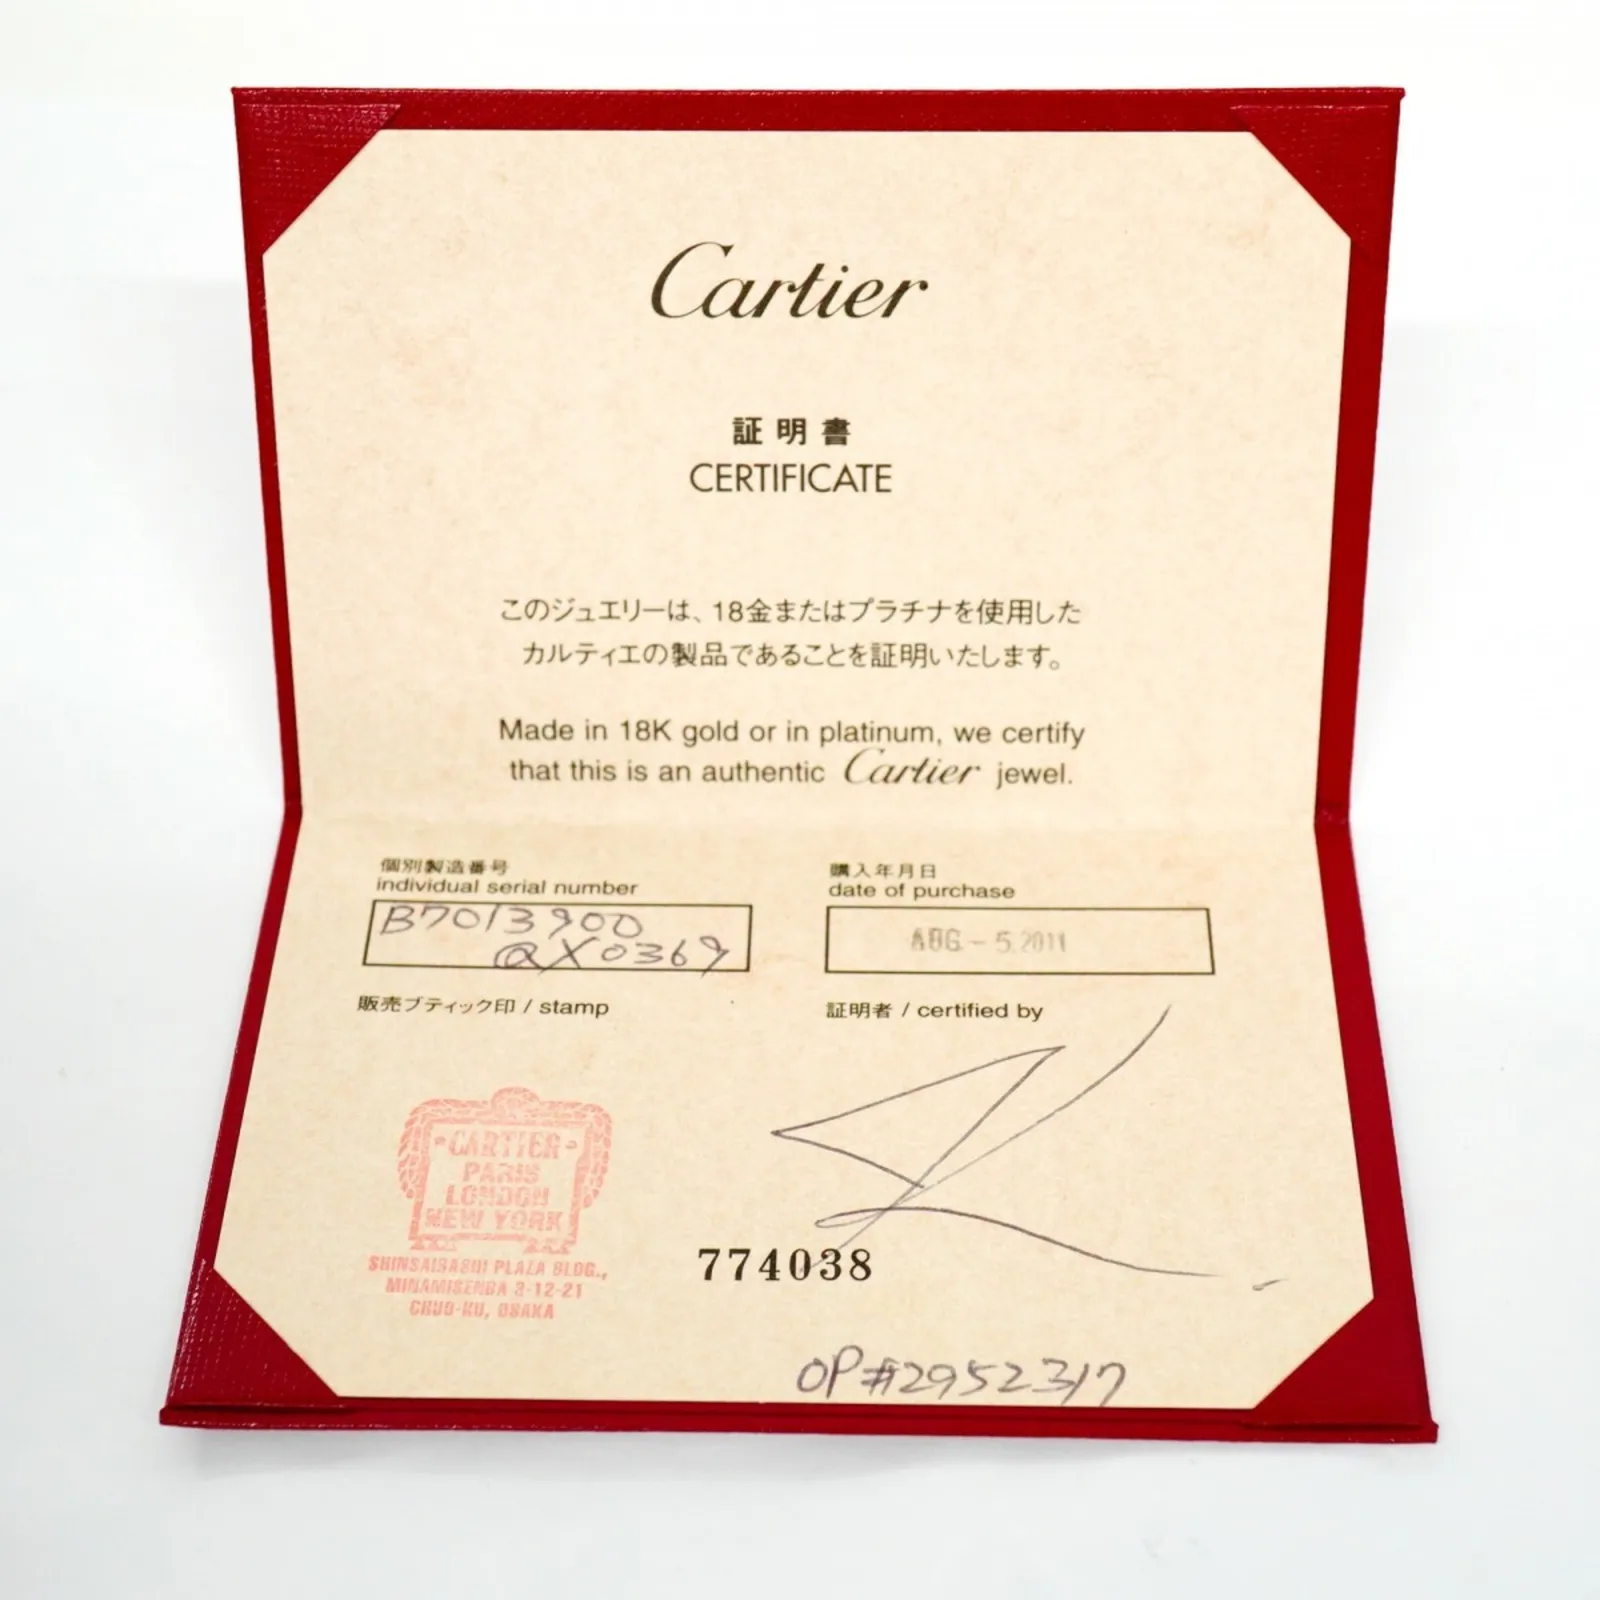 Cartier
証明書
CERTIFICATE
このジュエリーは、18金またはプラチナを使用した
カルティエの製品であることを証明いたします。
Made in 18K gold or in platinum, we certify
that this is an authentic Cartier jewel.
個別製造番号
individual serial number
B7013900
@X0369
購入年月日
date of purchase
AUG - 5.2011
販売ブティック印 / stamp
証明者 / certified by
CARTIER
PARIS
LONDON
NEW YORK
SHINSAIBASHI PLAZA BLDG.,
MINAMISENBA 3-12-21
CHUO-KU, OSAKA
774038
OP#2952317